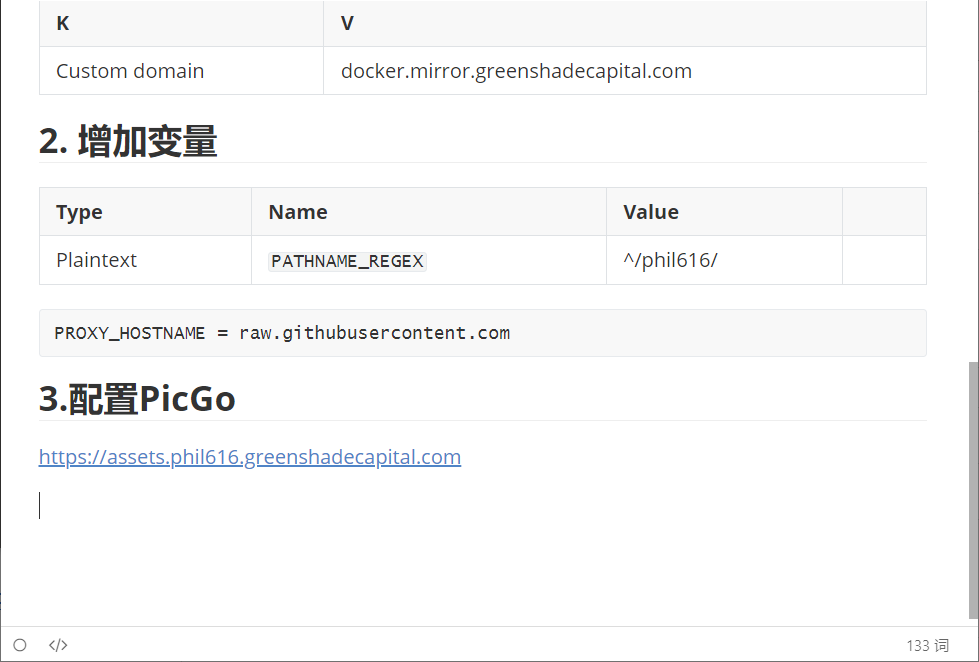 K V
Custom domain docker.mirror.greenshadecapital.com
2. 增加变量
Type Name Value
Plaintext PATHNAME_REGEX ^/phil616/
PROXY_HOSTNAME = raw.githubusercontent.com
3.配置PicGo
https://assets.phil616.greenshadecapital.com
</> 133 词